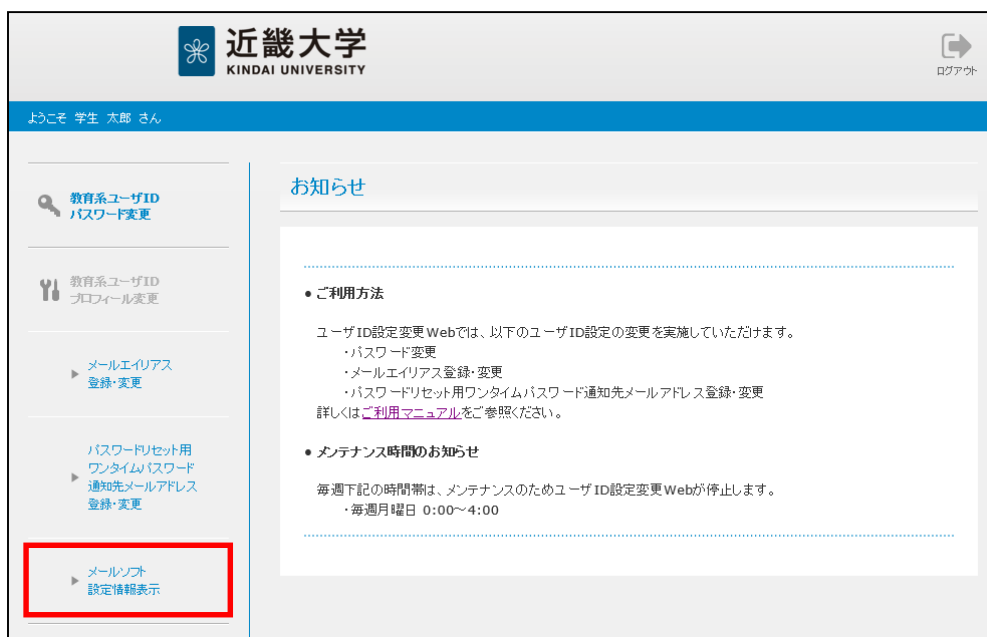 近畿大学
KINDAI UNIVERSITY
ログアウト
ようこそ 学生 太郎 さん
教育系ユーザID
パスワード変更
教育系ユーザID
プロフィール変更
メールエイリアス
登録・変更
パスワードリセット用
ワンタイムパスワード
通知先メールアドレス
登録・変更
メールソフト
設定情報表示
お知らせ
● ご利用方法
ユーザID設定変更Webでは、以下のユーザID設定の変更を実施していただけます。
・パスワード変更
・メールエイリアス登録・変更
・パスワードリセット用ワンタイムパスワード通知先メールアドレス登録・変更
詳しくはご利用マニュアルをご参照ください。
● メンテナンス時間のお知らせ
毎週下記の時間帯は、メンテナンスのためユーザID設定変更Webが停止します。
・毎週月曜日 0:00～4:00